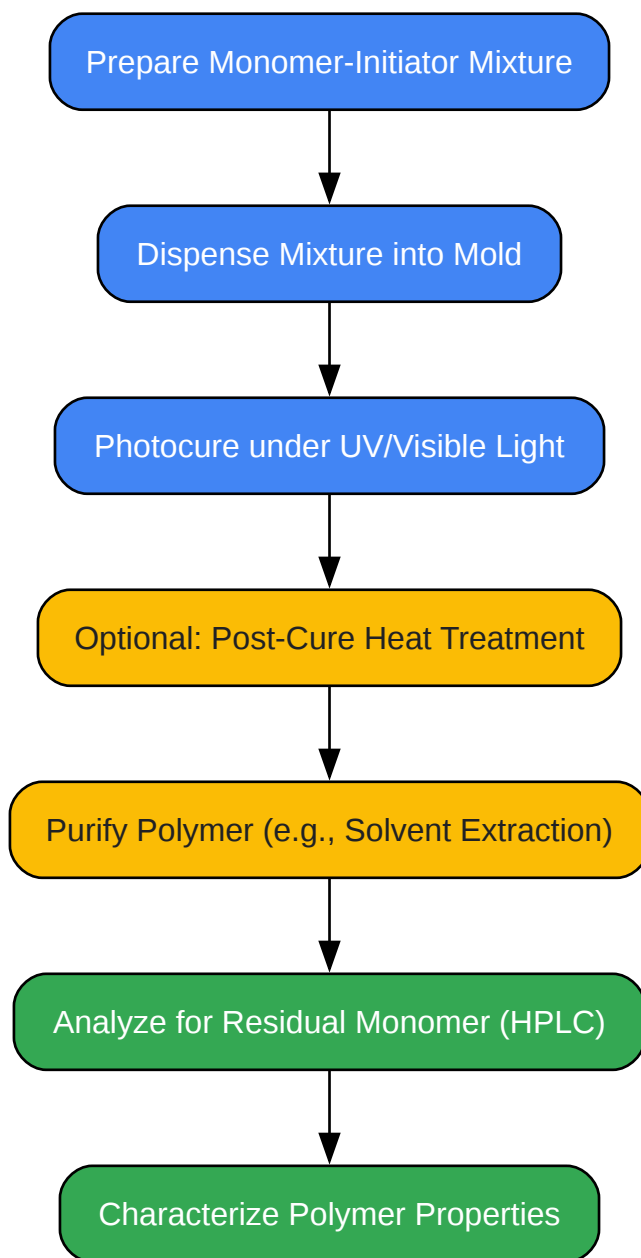 Prepare Monomer-Initiator Mixture
Dispense Mixture into Mold
Photocure under UV/Visible Light
Optional: Post-Cure Heat Treatment
Purify Polymer (e.g., Solvent Extraction)
Analyze for Residual Monomer (HPLC)
Characterize Polymer Properties